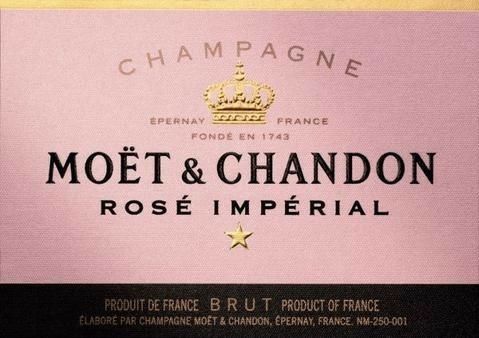 CHAMPAGNE
ÉPERNAY FRANCE
FONDÉ EN 1743
MOËT & CHANDON
ROSÉ IMPÉRIAL
PRODUIT DE FRANCE BRUT PRODUCT OF FRANCE
ÉLABORÉ PAR CHAMPAGNE MOËT & CHANDON, ÉPERNAY, FRANCE. NM-250-001